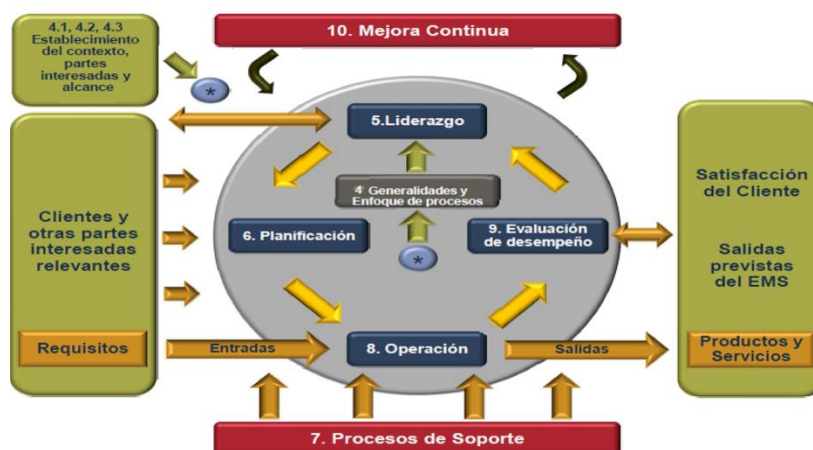 4.1, 4.2, 4.3
Establecimiento
del contexto,
partes
interesadas y
alcance
*
10. Mejora Continua
5.Liderazgo
4 Generalidades y
Enfoque de procesos
6. Planificación
9. Evaluación
de desempeño
*
Clientes y
otras partes
interesadas
relevantes
Requisitos
Entradas
8. Operación
Salidas
Satisfacción
del Cliente
Salidas
previstas
del EMS
Productos y
Servicios
7. Procesos de Soporte